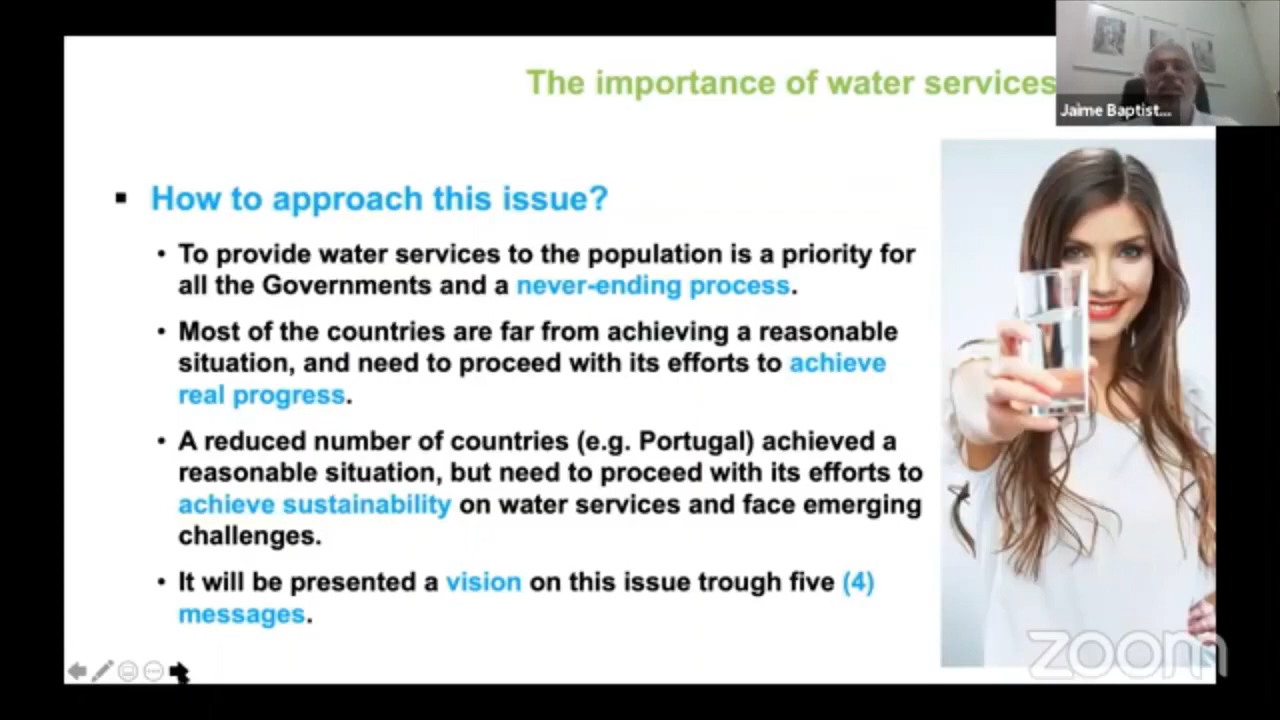 The importance of water services
Jaime Baptist...
▪ How to approach this issue?
• To provide water services to the population is a priority for
all the Governments and a never-ending process.
• Most of the countries are far from achieving a reasonable
situation, and need to proceed with its efforts to achieve
real progress.
• A reduced number of countries (e.g. Portugal) achieved a
reasonable situation, but need to proceed with its efforts to
achieve sustainability on water services and face emerging
challenges.
• It will be presented a vision on this issue trough five (4)
messages.
zoom